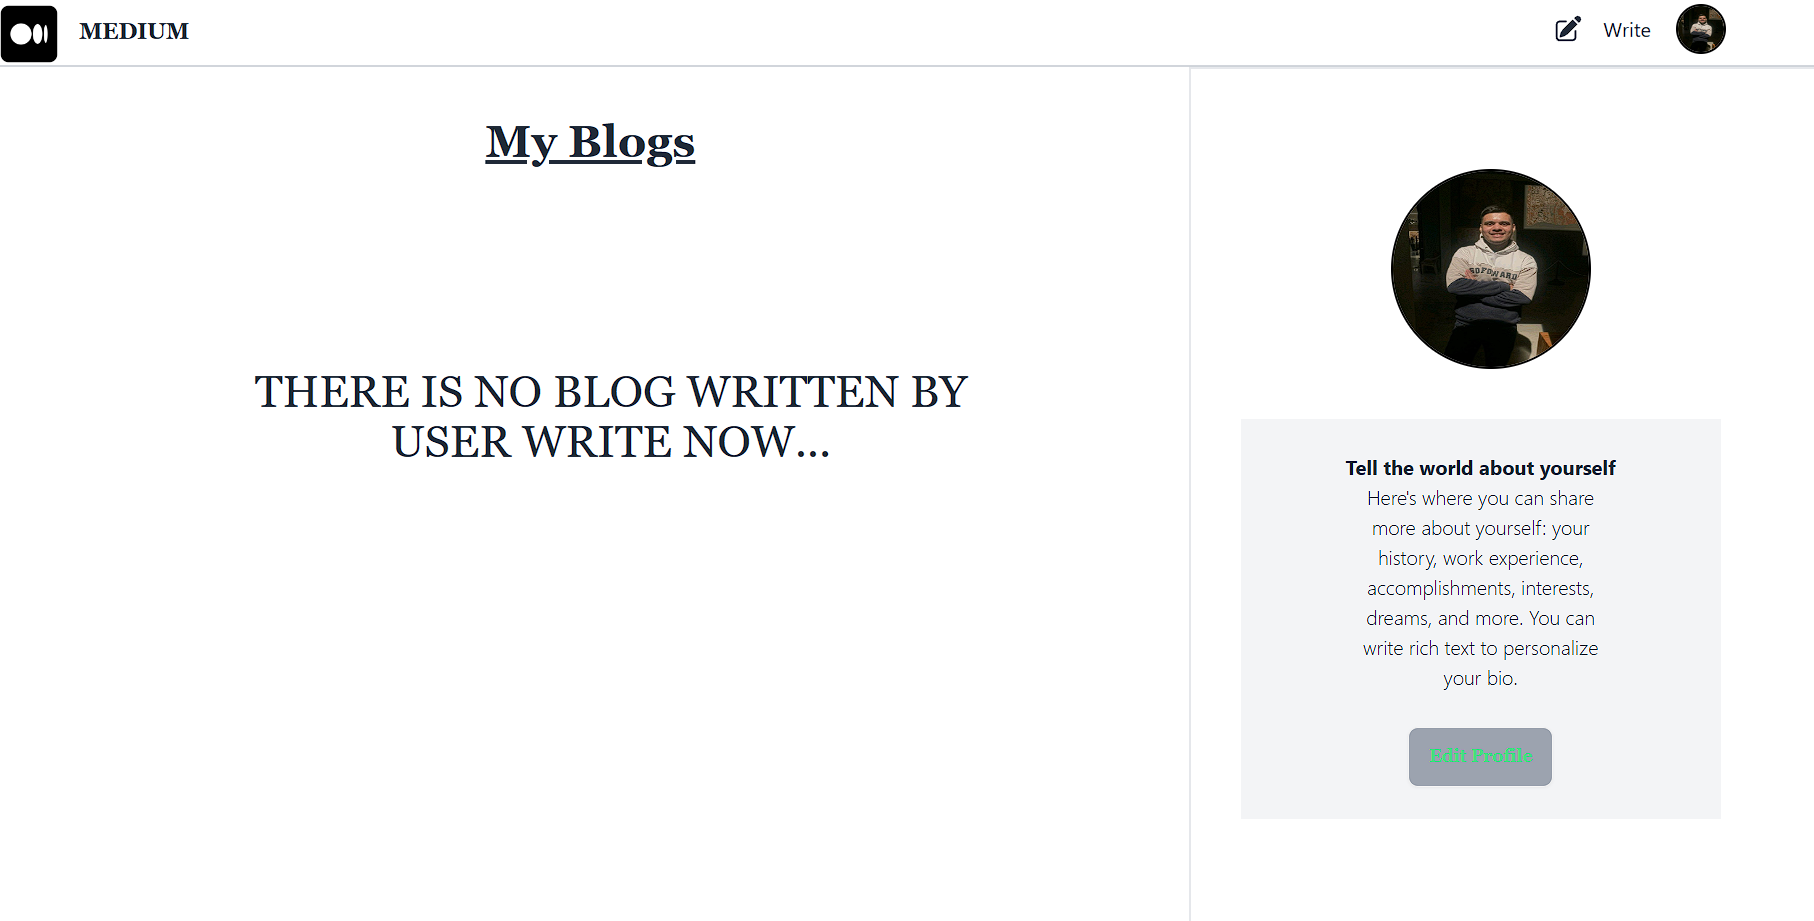 MEDIUM
Write
My Blogs
THERE IS NO BLOG WRITTEN BY
USER WRITE NOW...
Tell the world about yourself
Here's where you can share
more about yourself: your
history, work experience,
accomplishments, interests,
dreams, and more. You can
write rich text to personalize
your bio.
Edit Profile